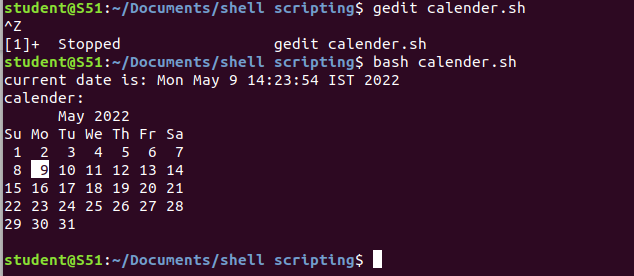 student@S51:~/Documents/shell scripting$ gedit calender.sh
^Z
[1]+  Stopped                 gedit calender.sh
student@S51:~/Documents/shell scripting$ bash calender.sh
current date is: Mon May 9 14:23:54 IST 2022
calender:
      May 2022
Su Mo Tu We Th Fr Sa
 1  2  3  4  5  6  7
 8  9 10 11 12 13 14
15 16 17 18 19 20 21
22 23 24 25 26 27 28
29 30 31
student@S51:~/Documents/shell scripting$